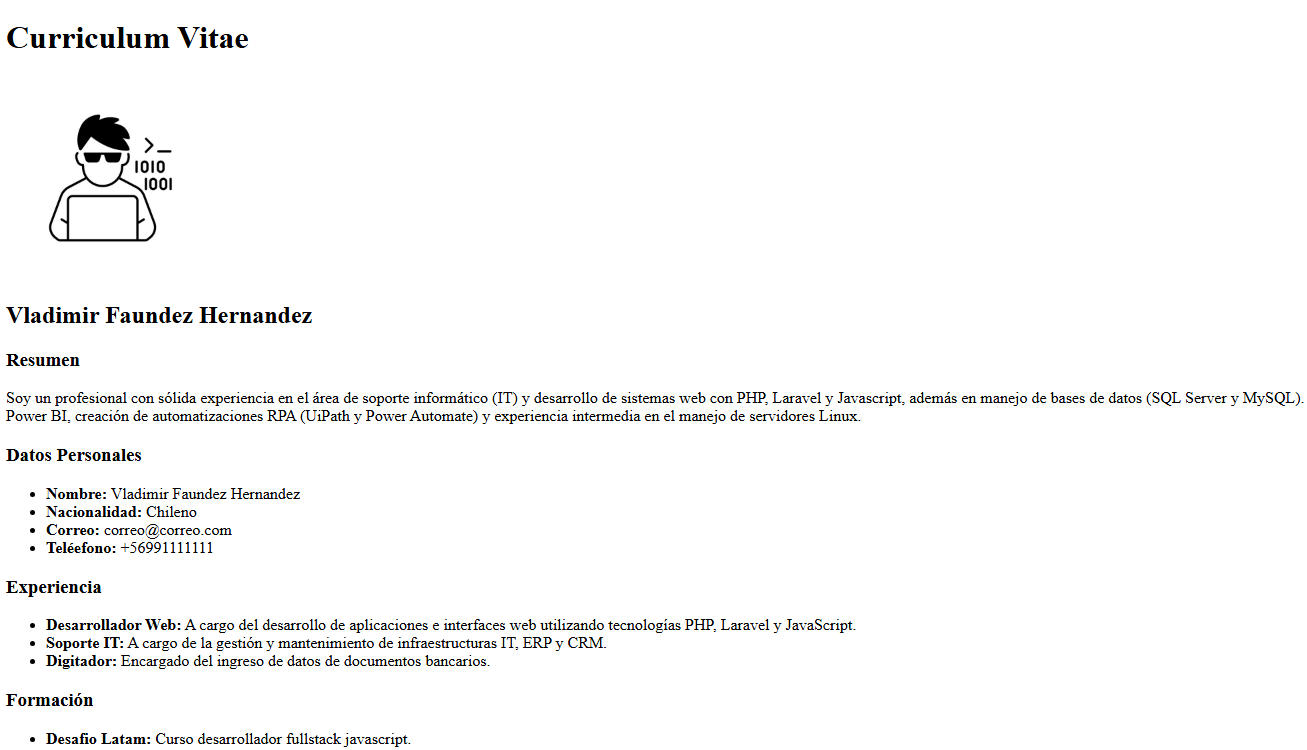 Curriculum Vitae
>_
1010
1001
Vladimir Faundez Hernandez
Resumen
Soy un profesional con sólida experiencia en el área de soporte informático (IT) y desarrollo de sistemas web con PHP, Laravel y Javascript, además en manejo de bases de datos (SQL Server y MySQL).
Power BI, creación de automatizaciones RPA (UiPath y Power Automate) y experiencia intermedia en el manejo de servidores Linux.
Datos Personales
• Nombre: Vladimir Faundez Hernandez
• Nacionalidad: Chileno
• Correo: correo@correo.com
• Teléefono: +56991111111
Experiencia
• Desarrollador Web: A cargo del desarrollo de aplicaciones e interfaces web utilizando tecnologías PHP, Laravel y JavaScript.
• Soporte IT: A cargo de la gestión y mantenimiento de infraestructuras IT, ERP y CRM.
• Digitador: Encargado del ingreso de datos de documentos bancarios.
Formación
• Desafio Latam: Curso desarrollador fullstack javascript.